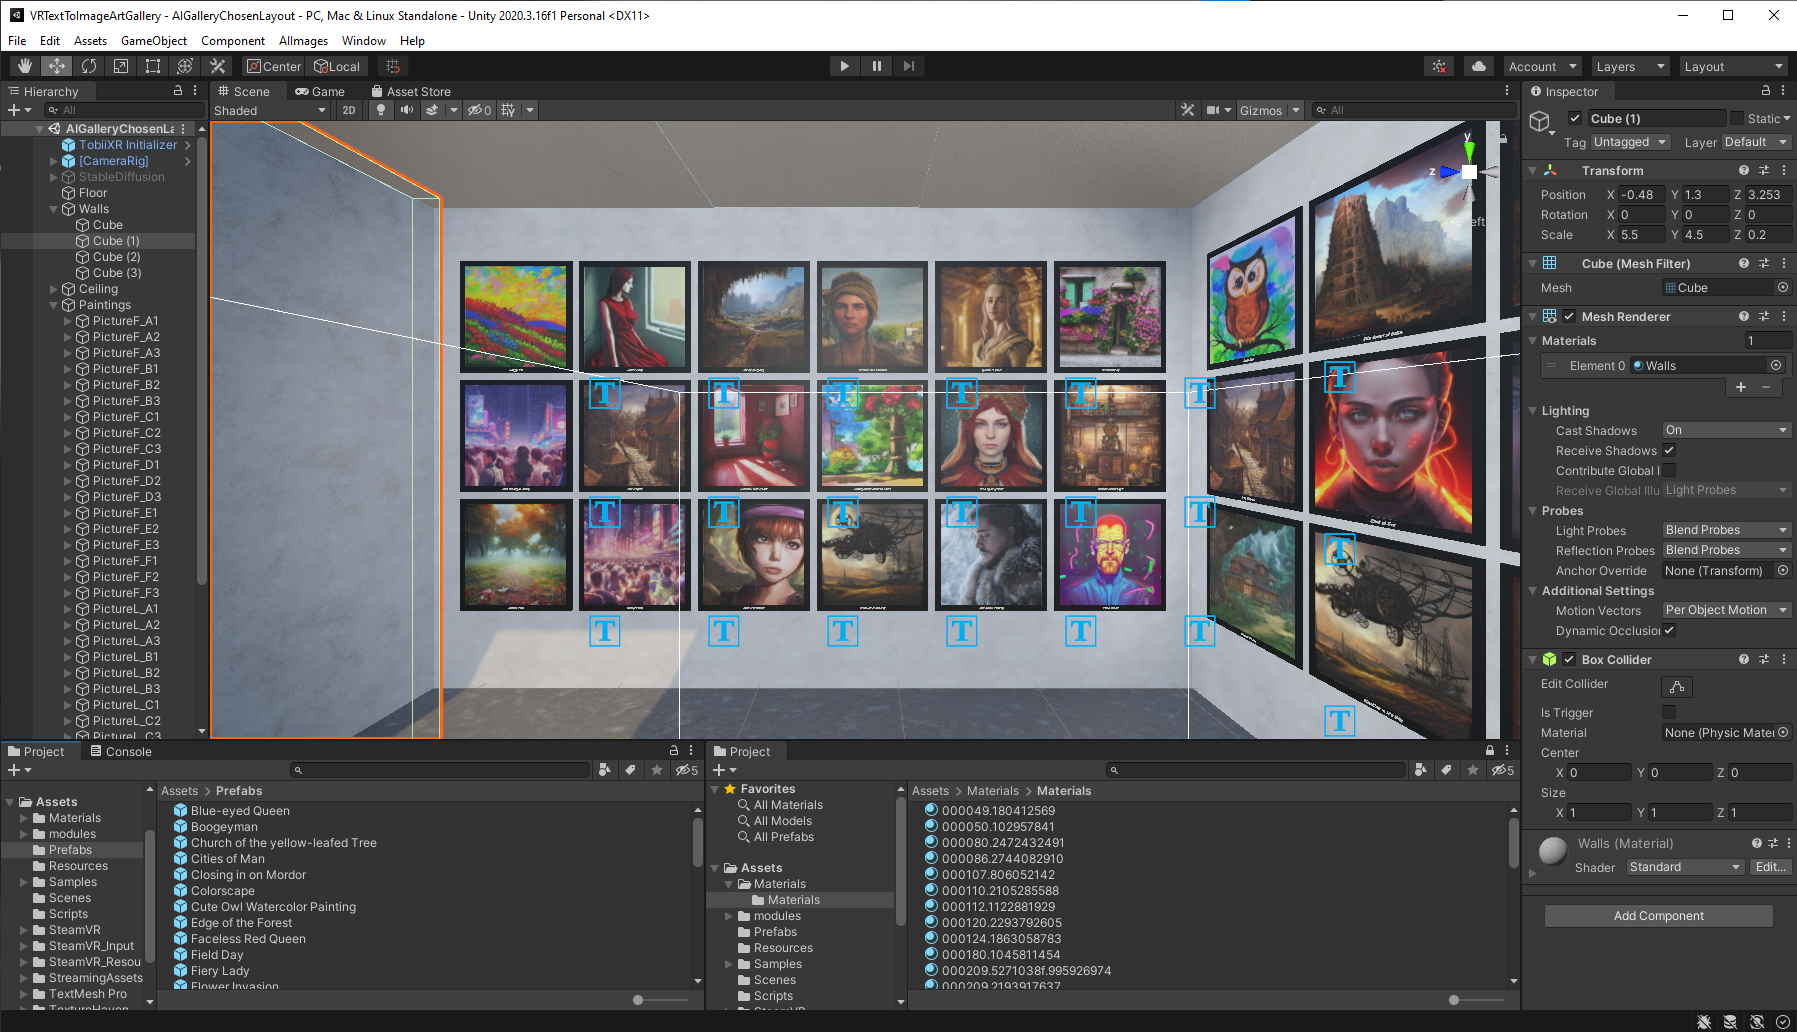 VRTextToImageArtGallery - AIGalleryChosenLayout - PC, Mac & Linux Standalone - Unity 2020.3.16f1 Personal <DX11>
File Edit Assets GameObject Component AIImages Window Help
Center Local
Account Layers Layout
Hierarchy
All
AIGalleryChosenLa
TobiiXR Initializer
[CameraRig]
StableDiffusion
Floor
Walls
Cube
Cube (1)
Cube (2)
Cube (3)
Ceiling
Paintings
PictureF_A1
PictureF_A2
PictureF_A3
PictureF_B1
PictureF_B2
PictureF_B3
PictureF_C1
PictureF_C2
PictureF_C3
PictureF_D1
PictureF_D2
PictureF_D3
PictureF_E1
PictureF_E2
PictureF_E3
PictureF_F1
PictureF_F2
PictureF_F3
PictureL_A1
PictureL_A2
PictureL_A3
PictureL_B1
PictureL_B2
PictureL_B3
PictureL_C1
PictureL_C2
PictureL_C3
Scene Game Asset Store
Shaded 2D 0 Gizmos All
y
z
eft
T T T T T T T
T T T T T T T
T T T T T T
T
Inspector
Cube (1) Static
Tag Untagged Layer Default
Transform
Position X -0.48 Y 1.3 Z 3.253
Rotation X 0 Y 0 Z 0
Scale X 5.5 Y 4.5 Z 0.2
Cube (Mesh Filter)
Mesh Cube
Mesh Renderer
Materials 1
Element 0 Walls
Lighting
Cast Shadows On
Receive Shadows
Contribute Global I
Receive Global Illu Light Probes
Probes
Light Probes Blend Probes
Reflection Probes Blend Probes
Anchor Override None (Transform)
Additional Settings
Motion Vectors Per Object Motion
Dynamic Occlusion
Box Collider
Edit Collider
Is Trigger
Material None (Physic Mater
Center
X 0 Y 0 Z 0
Size
X 1 Y 1 Z 1
Walls (Material)
Shader Standard Edit...
Add Component
Project Console
5
Assets
Materials
modules
Prefabs
Resources
Samples
Scenes
Scripts
SteamVR
SteamVR_Input
SteamVR_Resou
StreamingAssets
TextMesh Pro
TextureHaven
Assets > Prefabs
Blue-eyed Queen
Boogeyman
Church of the yellow-leafed Tree
Cities of Man
Closing in on Mordor
Colorscape
Cute Owl Watercolor Painting
Edge of the Forest
Faceless Red Queen
Field Day
Fiery Lady
Flower Invasion
Project
5
Favorites
All Materials
All Models
All Prefabs
Assets
Materials
Materials
modules
Prefabs
Resources
Samples
Scenes
Scripts
SteamVR
Assets > Materials > Materials
000049.180412569
000050.102957841
000080.2472432491
000086.2744082910
000107.806052142
000110.2105285588
000112.1122881929
000120.2293792605
000124.1863058783
000180.1045811454
000209.5271038f.995926974
000209.2193917637